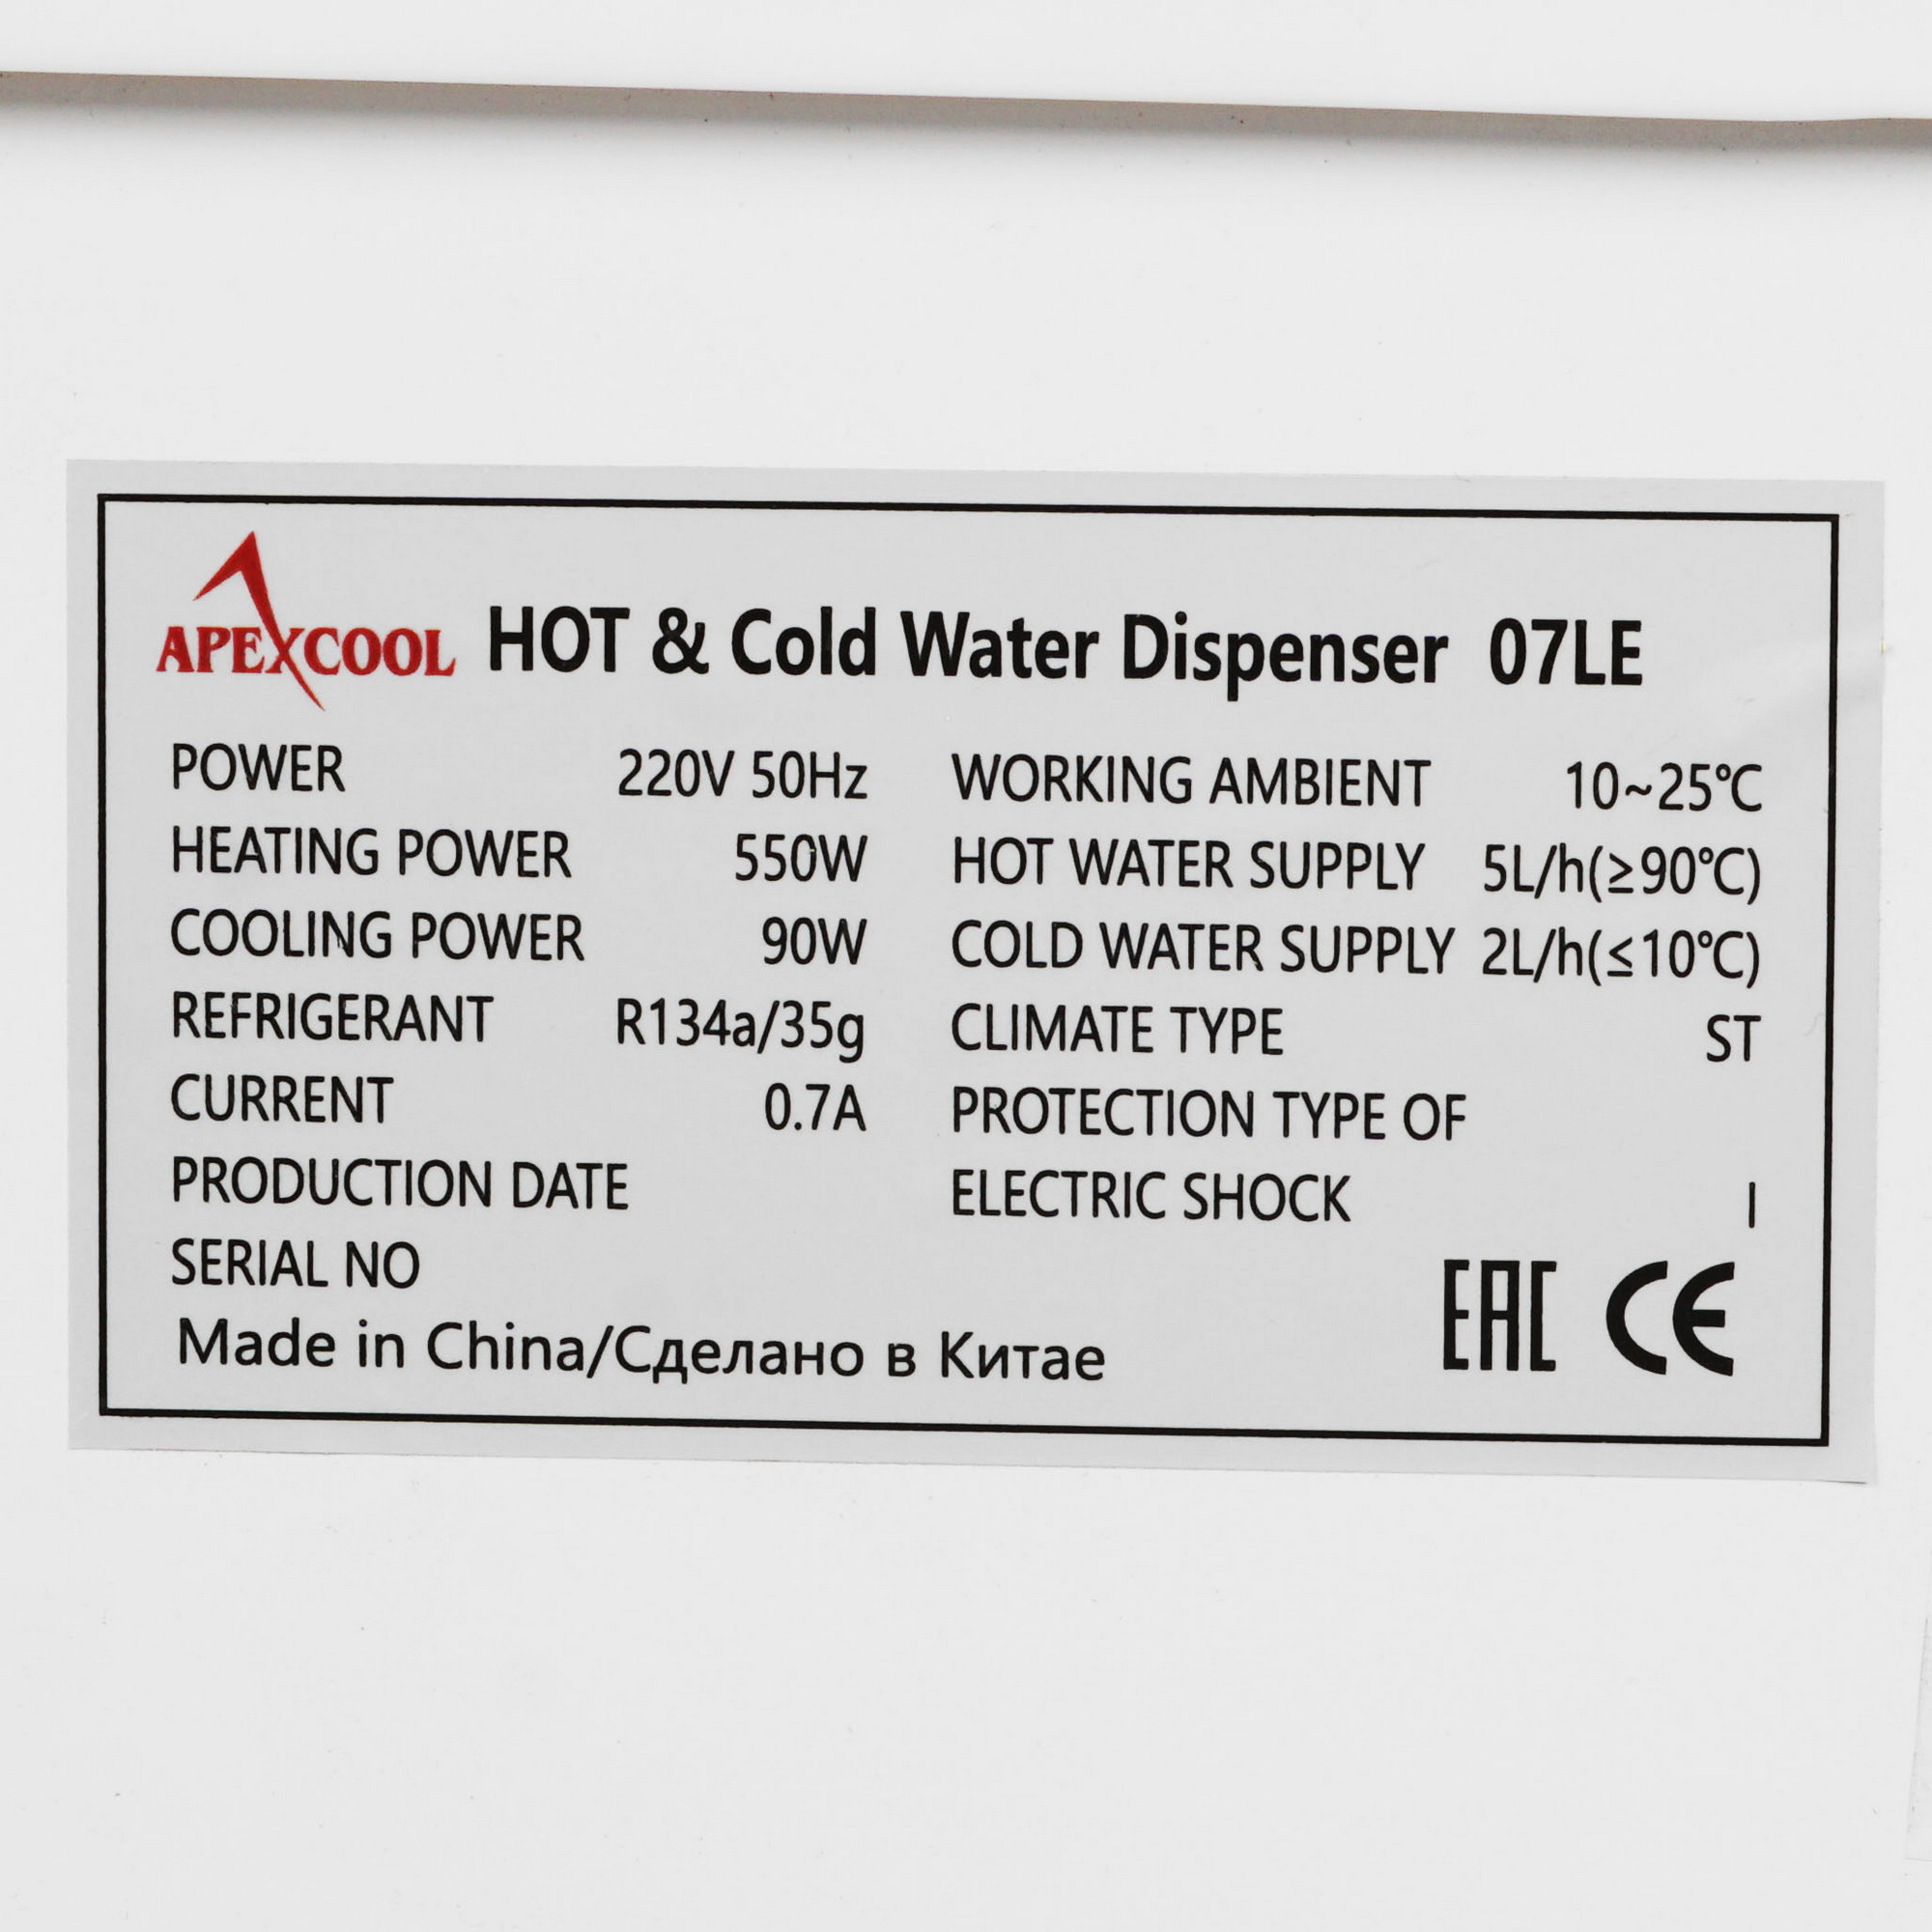 APEXCOOL HOT & Cold Water Dispenser 07LE
POWER 220V 50Hz
HEATING POWER 550W
COOLING POWER 90W
REFRIGERANT R134a/35g
CURRENT 0.7A
PRODUCTION DATE
SERIAL NO
WORKING AMBIENT 10~25℃
HOT WATER SUPPLY 5L/h(≥90℃)
COLD WATER SUPPLY 2L/h(≤10℃)
CLIMATE TYPE ST
PROTECTION TYPE OF
ELECTRIC SHOCK I
Made in China/Сделано в Китае
EAC CE